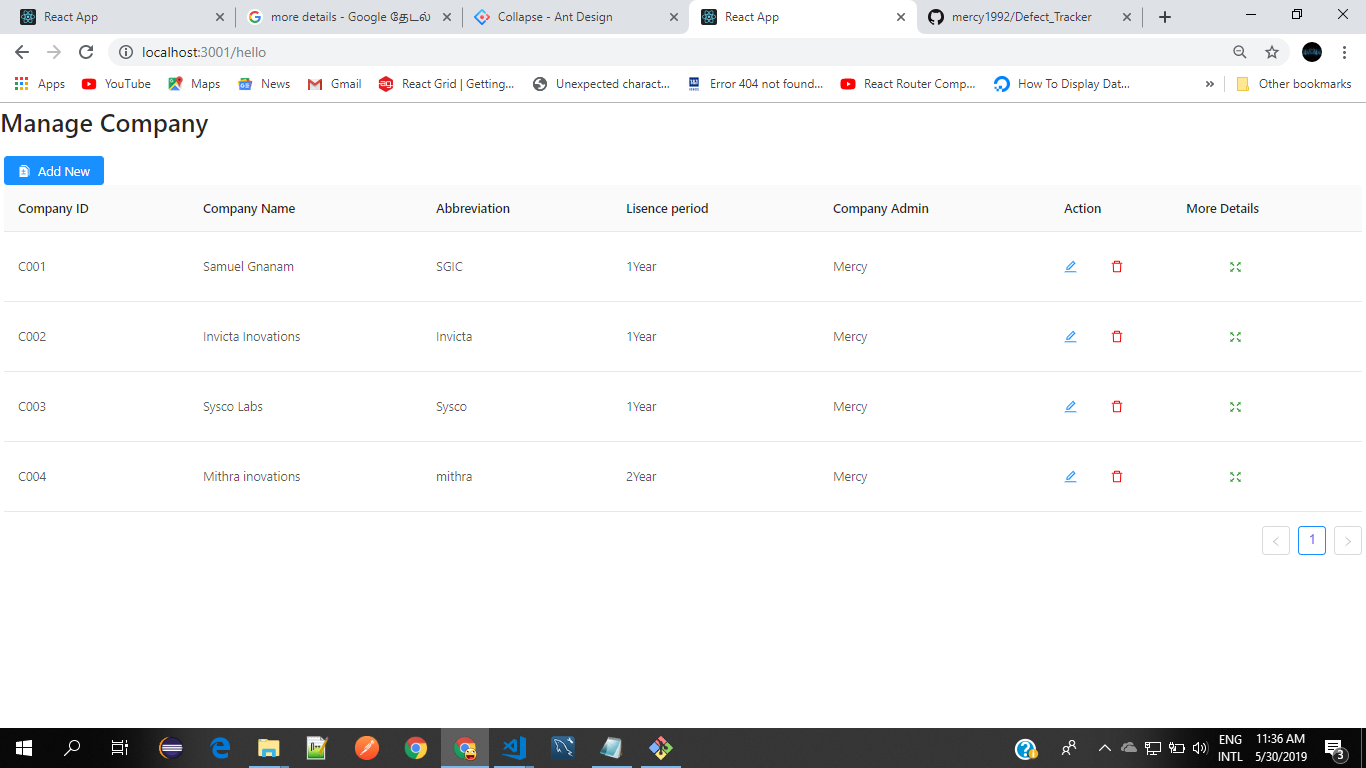 React App
more details - Google தேடல்
Collapse - Ant Design
React App
mercy1992/Defect_Tracker
localhost:3001/hello
Apps YouTube Maps News Gmail React Grid | Getting... Unexpected charact... Error 404 not found... React Router Comp... How To Display Dat... » Other bookmarks
Manage Company
Add New
Company ID Company Name Abbreviation Lisence period Company Admin Action More Details
C001 Samuel Gnanam SGIC 1Year Mercy
C002 Invicta Inovations Invicta 1Year Mercy
C003 Sysco Labs Sysco 1Year Mercy
C004 Mithra inovations mithra 2Year Mercy
< 1 >
ENG 11:36 AM
INTL 5/30/2019 3